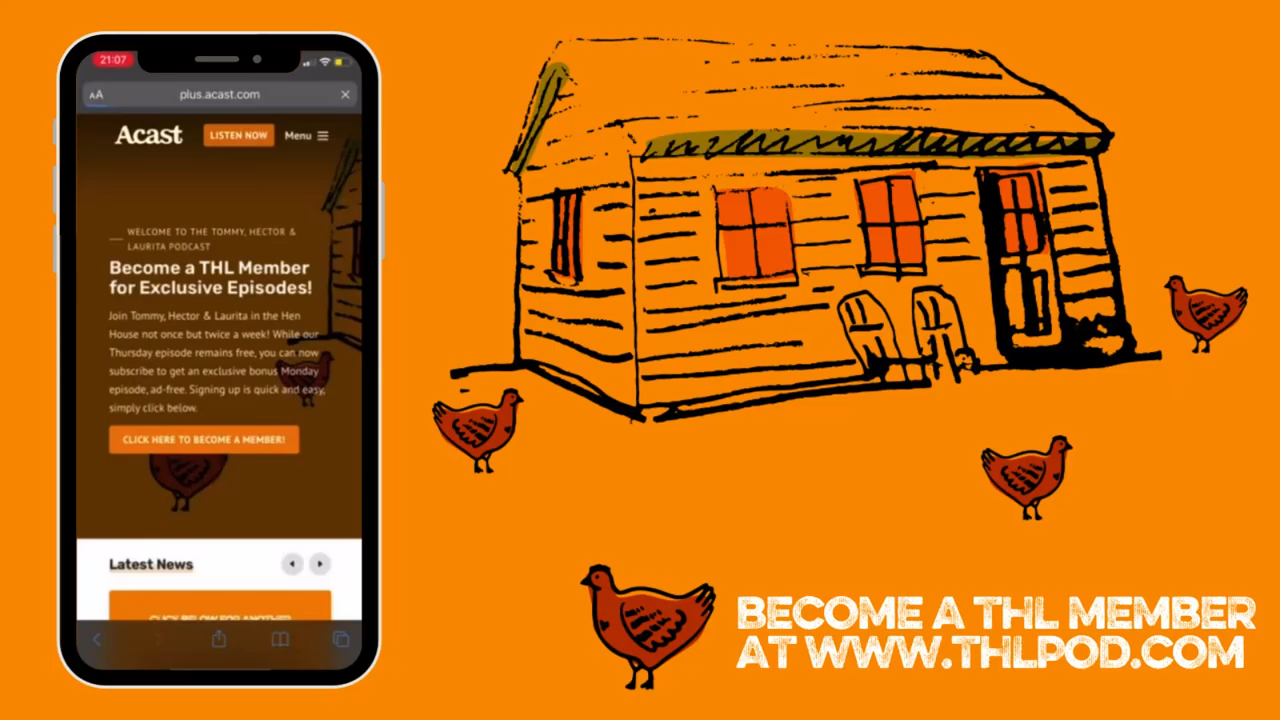 21:07
AA
plus.acast.com
Acast
LISTEN NOW
Menu
WELCOME TO THE TOMMY, HECTOR &
LAURITA PODCAST
Become a THL Member
for Exclusive Episodes!
Join Tommy, Hector & Laurita in the Hen
House not once but twice a week! While our
Thursday episode remains free, you can now
subscribe to get an exclusive bonus Monday
episode, ad-free. Signing up is quick and easy,
simply click below.
CLICK HERE TO BECOME A MEMBER!
Latest News
CLICK BELOW FOR ANOTHER
BECOME A THL MEMBER
AT WWW.THLPOD.COM